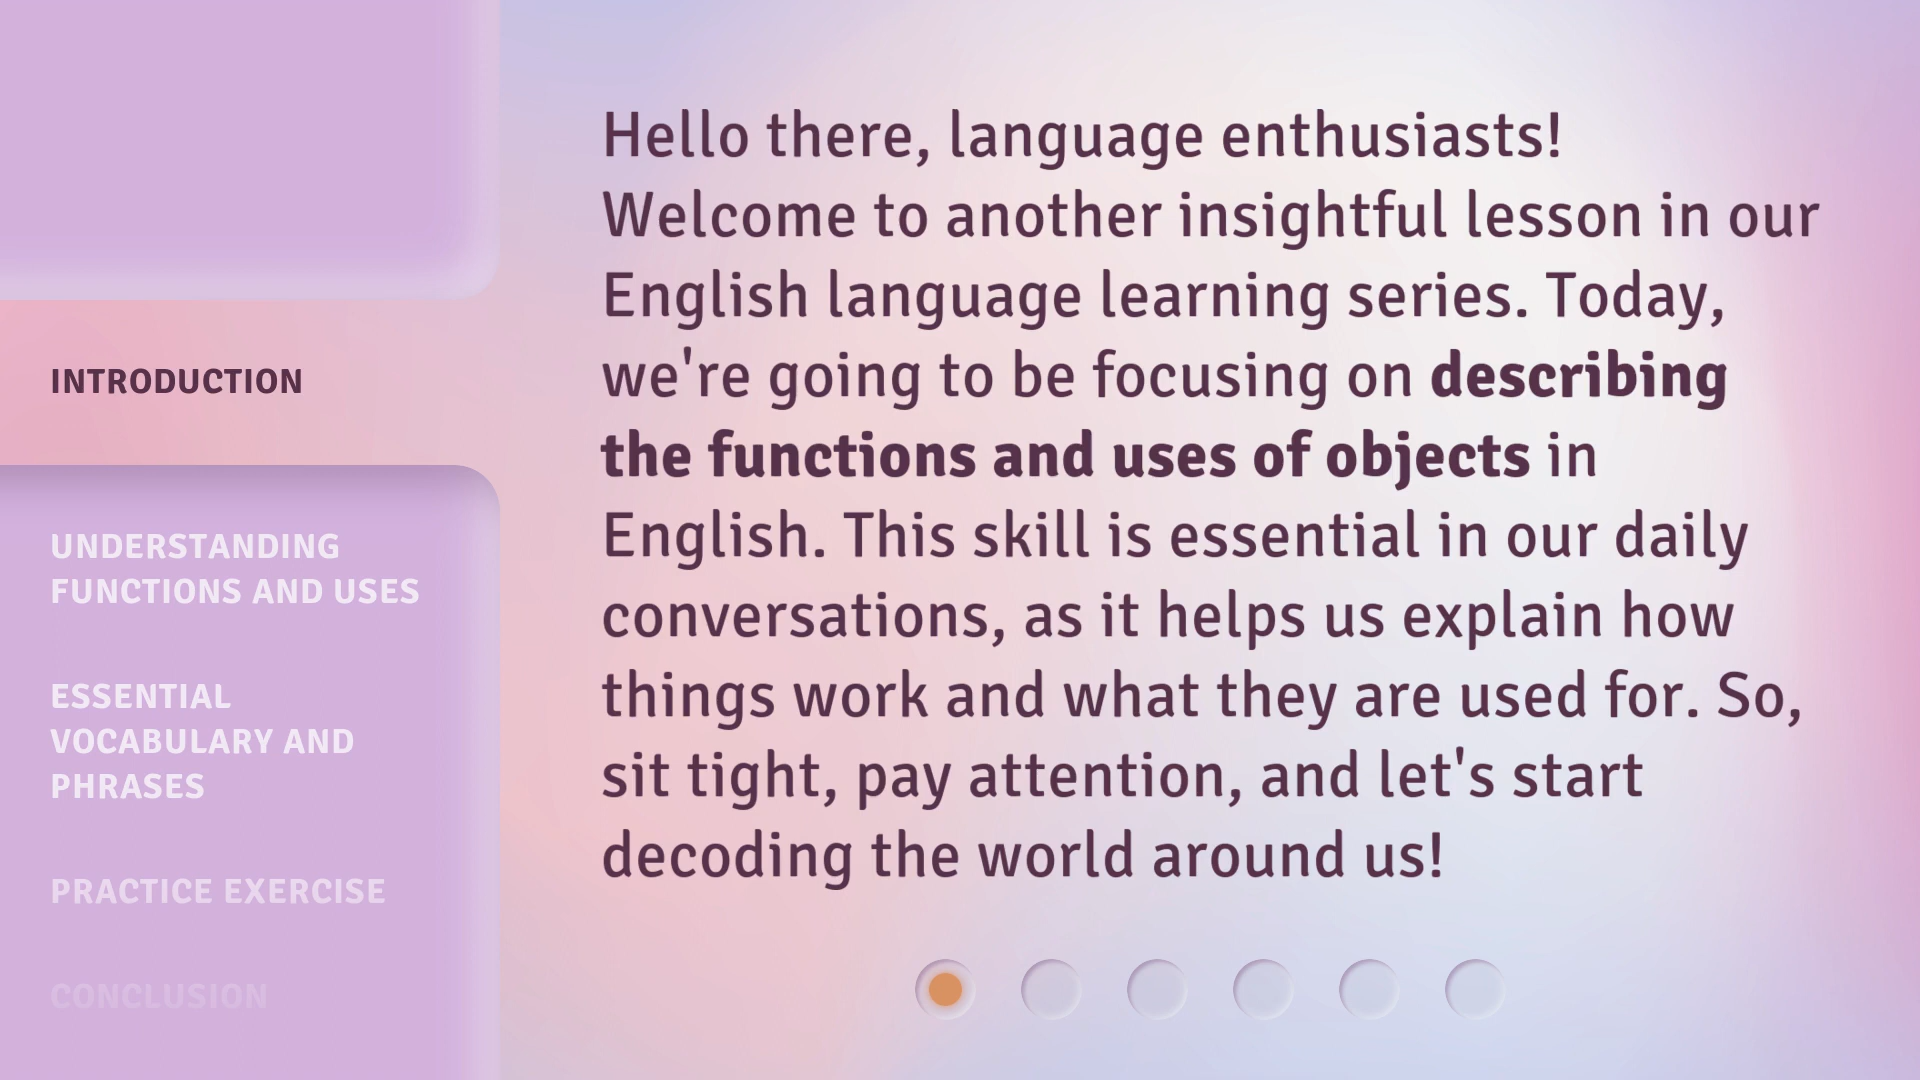 INTRODUCTION
UNDERSTANDING
FUNCTIONS AND USES
ESSENTIAL
VOCABULARY AND
PHRASES
PRACTICE EXERCISE
CONCLUSION
Hello there, language enthusiasts!
Welcome to another insightful lesson in our
English language learning series. Today,
we're going to be focusing on describing
the functions and uses of objects in
English. This skill is essential in our daily
conversations, as it helps us explain how
things work and what they are used for. So,
sit tight, pay attention, and let's start
decoding the world around us!